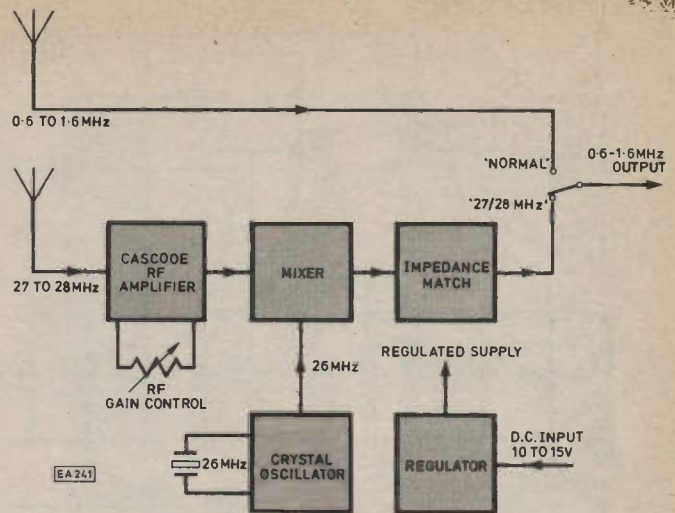 0·6 TO 1·6MHz
'NORMAL'
0·6-1·6MHz
OUTPUT
'27/28 MHz'
27 TO 28MHz
CASCODE
RF
AMPLIFIER
MIXER
IMPEDANCE
MATCH
RF
GAIN CONTROL
26MHz
REGULATED SUPPLY
26MHz
CRYSTAL
OSCILLATOR
REGULATOR
D.C. INPUT
10 TO 15V
EA241